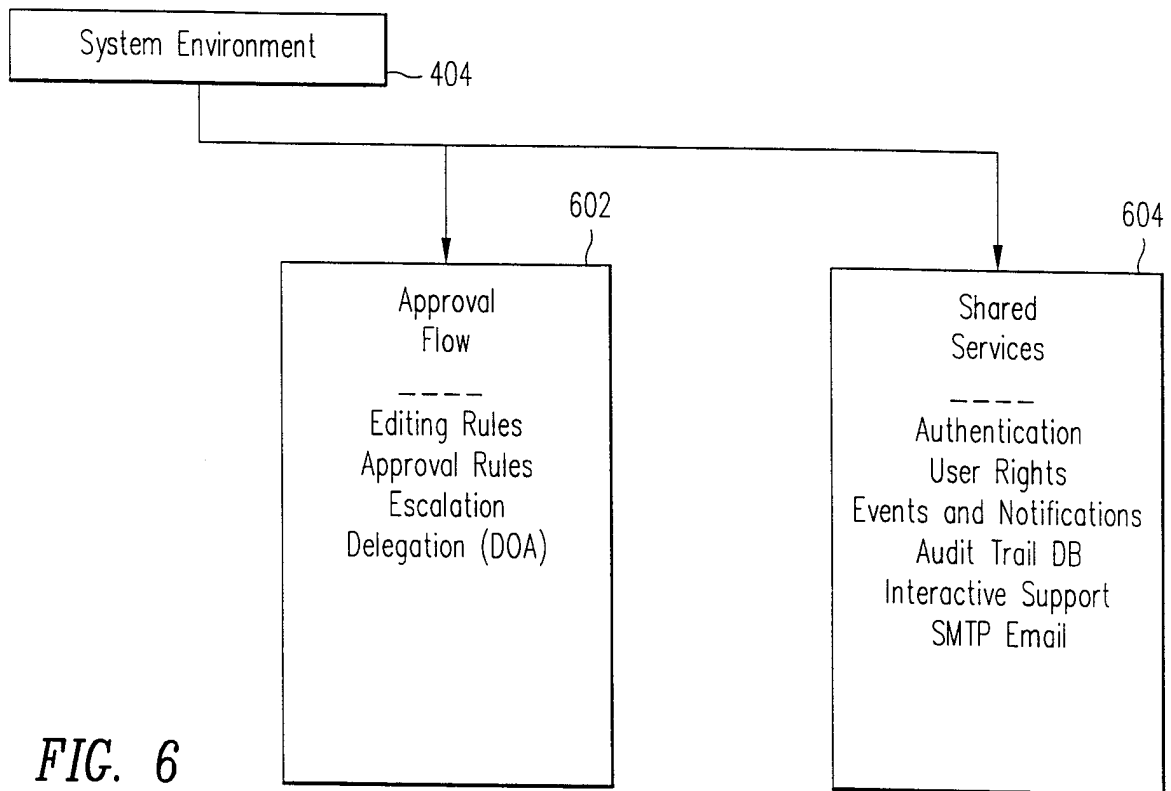 System Environment
404
602
Approval
Flow
Editing Rules
Approval Rules
Escalation
Delegation (DOA)
604
Shared
Services
Authentication
User Rights
Events and Notifications
Audit Trail DB
Interactive Support
SMTP Email
FIG. 6